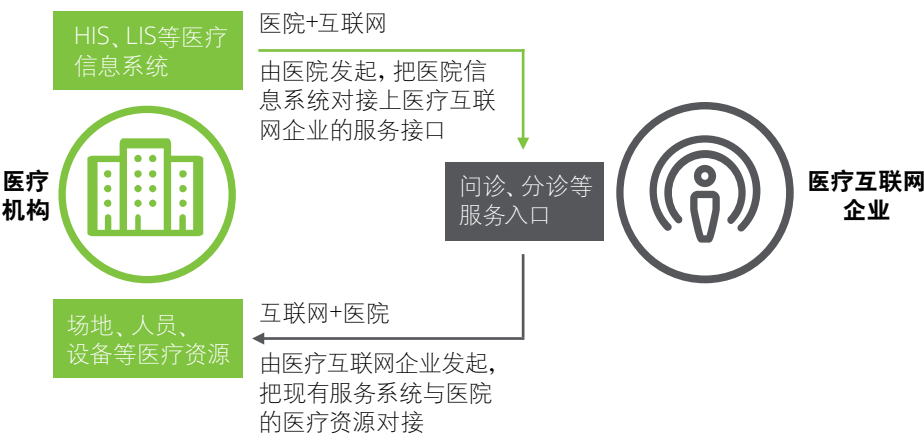 HIS、LIS等医疗
信息系统
医院+互联网
由医院发起，把医院信
息系统对接上医疗互联
网企业的服务接口
医疗
机构
问诊、分诊等
服务入口
医疗互联网
企业
场地、人员、
设备等医疗资源
互联网+医院
由医疗互联网企业发起，
把现有服务系统与医院
的医疗资源对接